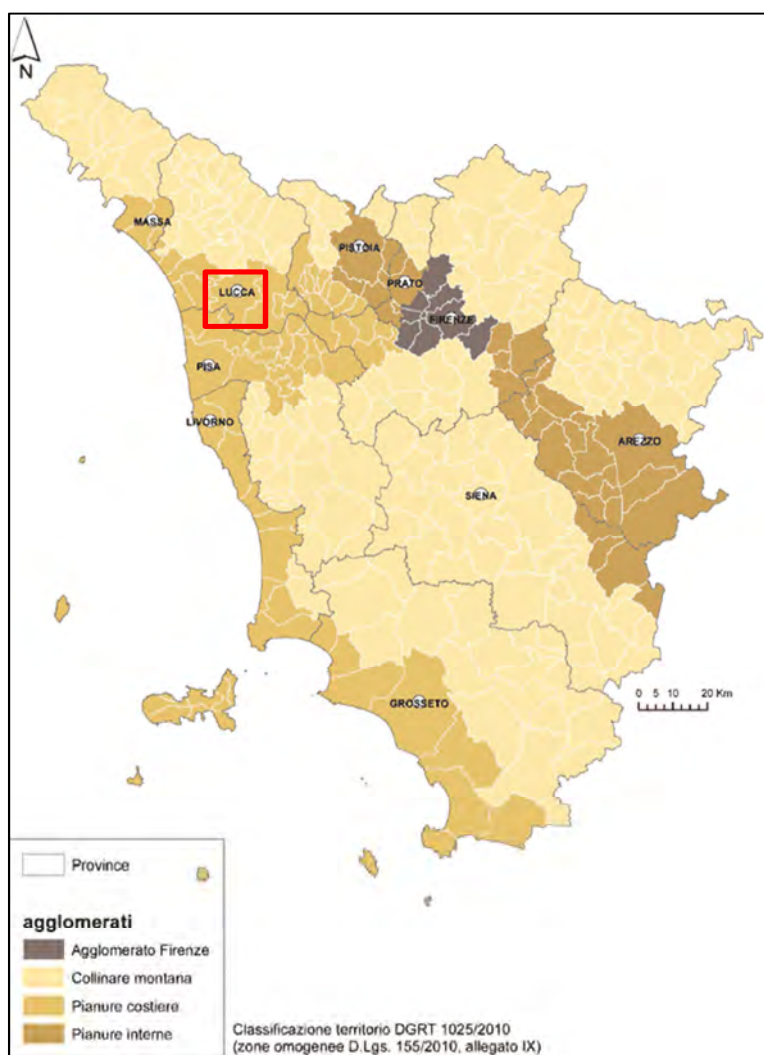 N
MASSA
PISTOIA
PRATO
LUCCA
FIRENZE
PISA
LIVORNO
AREZZO
SIENA
0 5 10 20 Km
GROSSETO
Province
agglomerati
Agglomerato Firenze
Collinare montana
Pianure costiere
Pianure interne
Classificazione territorio DGRT 1025/2010
(zone omogenee D.Lgs. 155/2010, allegato IX)